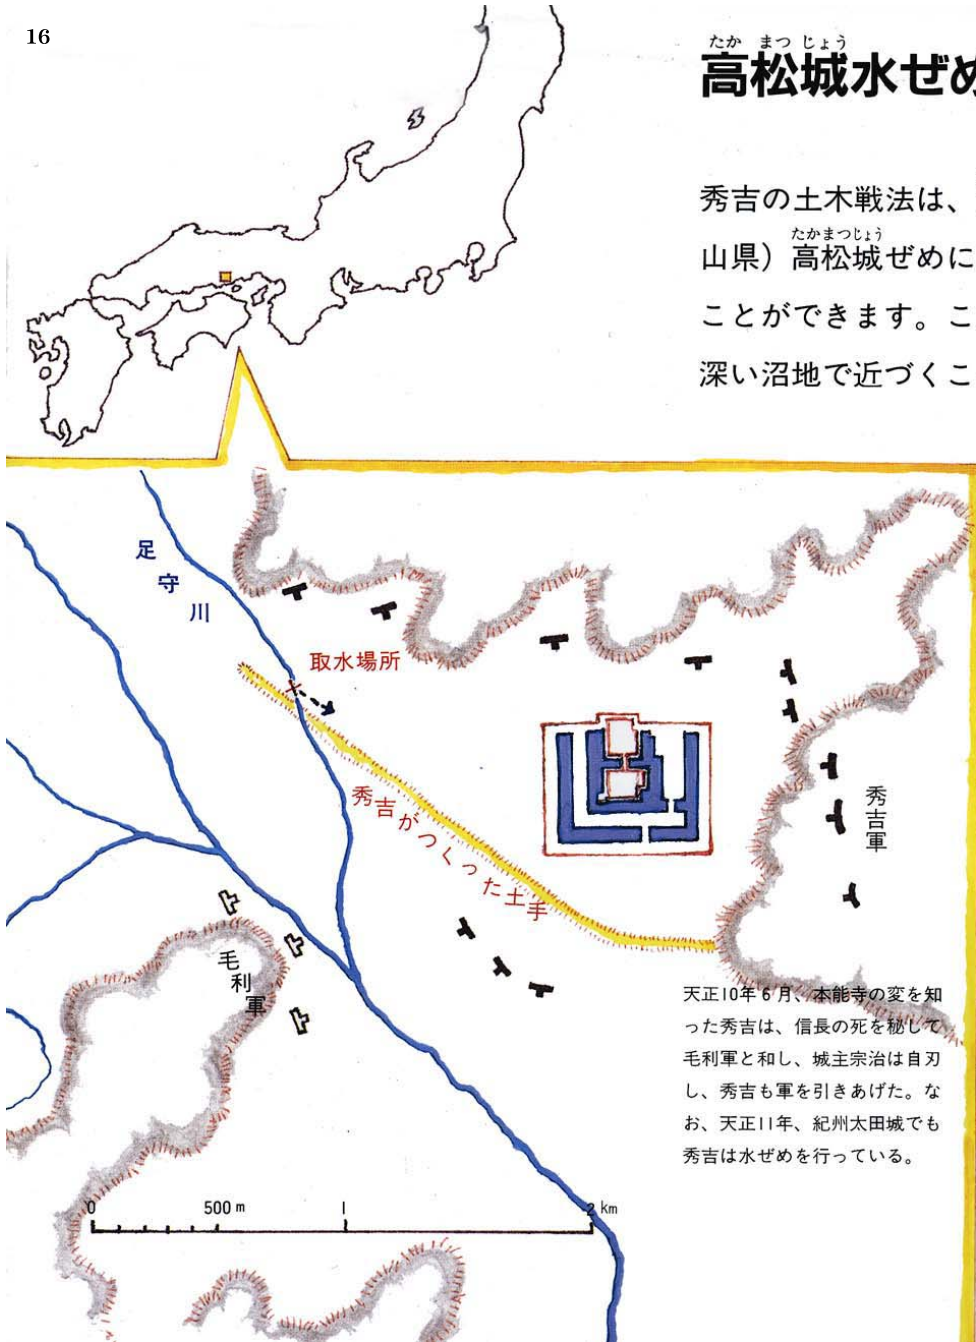 16
たか まつ じょう
高松城水ぜめ
秀吉の土木戦法は、
たかまつじょう
山県）高松城ぜめに
ことができます。こ
深い沼地で近づくこ
足守川
取水場所
秀吉がつくった土手
秀吉軍
毛利軍
天正10年6月、本能寺の変を知
った秀吉は、信長の死を秘して
毛利軍と和し、城主宗治は自刃
し、秀吉も軍を引きあげた。な
お、天正11年、紀州太田城でも
秀吉は水ぜめを行っている。
0 500m 1 2km